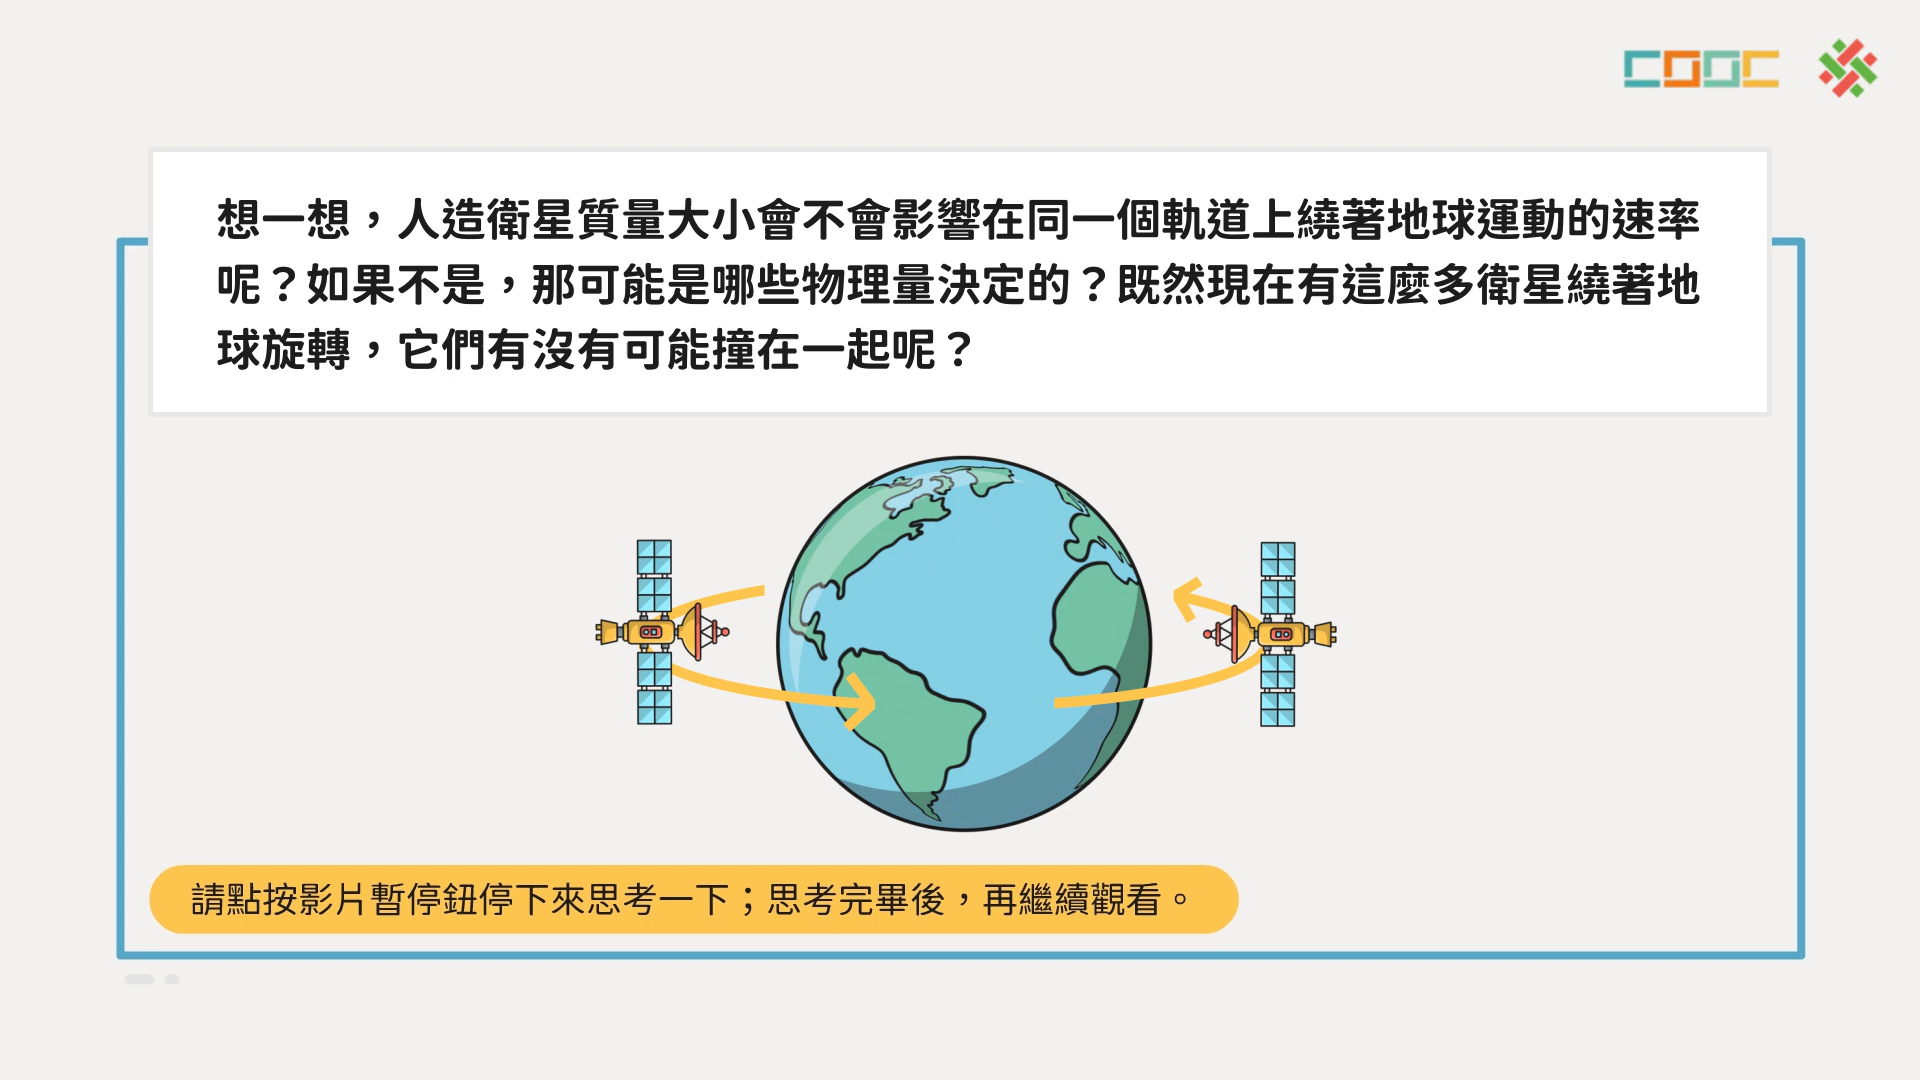 COOC
想一想，人造衛星質量大小會不會影響在同一個軌道上繞著地球運動的速率
呢？如果不是，那可能是哪些物理量決定的？既然現在有這麼多衛星繞著地
球旋轉，它們有沒有可能撞在一起呢？
請點按影片暫停鈕停下來思考一下；思考完畢後，再繼續觀看。